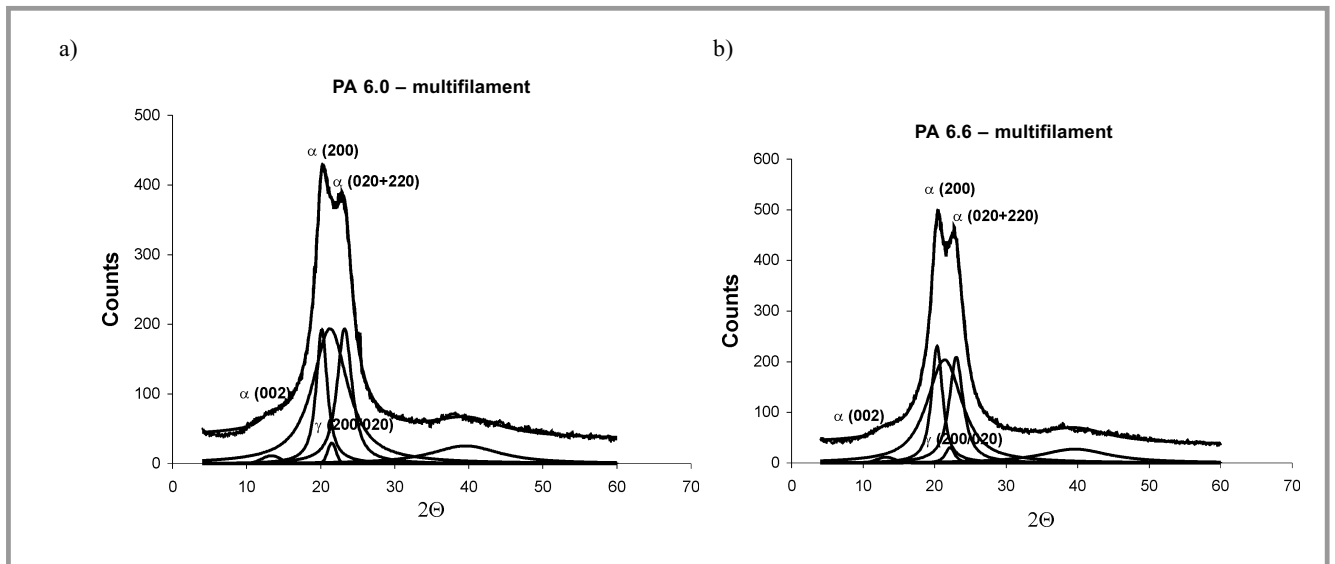 a)
PA 6.0 – multifilament
500
400
300
200
100
0
Counts
α (200)
α (020+220)
α (002)
γ (200/020)
0 10 20 30 40 50 60 70
2Θ
b)
PA 6.6 – multifilament
600
500
400
300
200
100
0
Counts
α (200)
α (020+220)
α (002)
γ (200/020)
0 10 20 30 40 50 60 70
2Θ